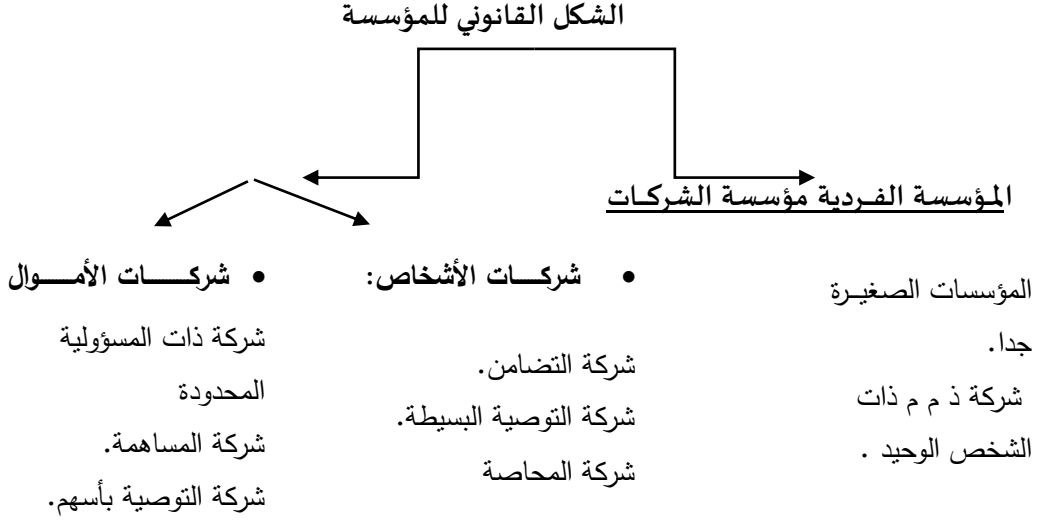 الشكل القانوني للمؤسسة
المؤسسة الفردية مؤسسة الشركات
المؤسسات الصغيرة
جدا.
شركة ذ م م ذات
الشخص الوحيد .
• شركات الأشخاص:
شركة التضامن.
شركة التوصية البسيطة.
شركة المحاصة
• شركات الأموال
شركة ذات المسؤولية
المحدودة
شركة المساهمة.
شركة التوصية بأسهم.